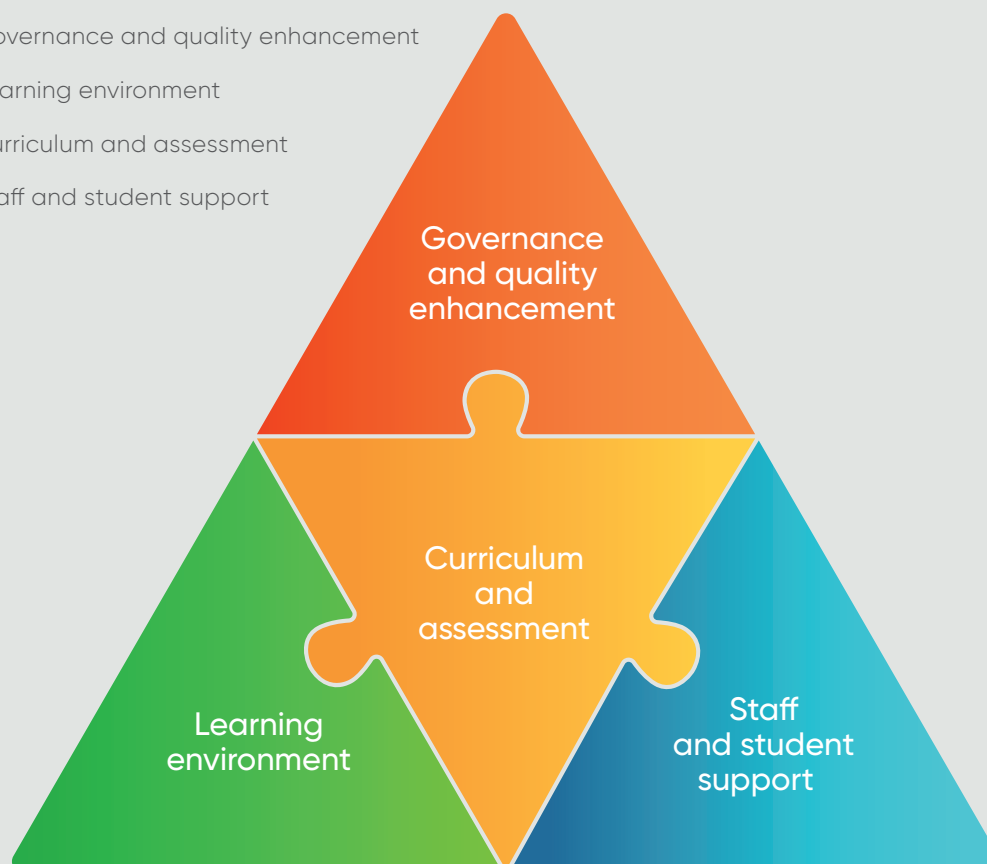 overnance and quality enhancement
arning environment
urriculum and assessment
aff and student support
Governance
and quality
enhancement
Curriculum
and
assessment
Learning
environment
Staff
and student
support